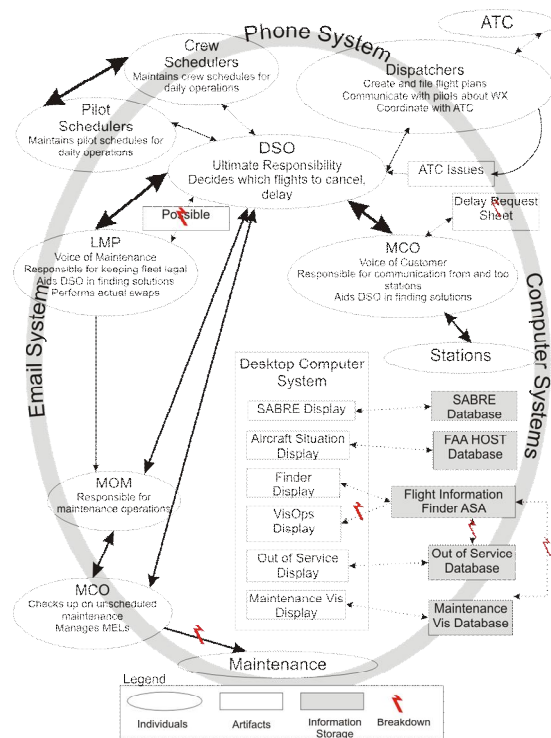 Phone System
ATC
Crew
Schedulers
Maintains crew schedules for
daily operations
Dispatchers
Create and file flight plans
Communicate with pilots about WX
Coordinate with ATC
Pilot
Schedulers
Maintains pilot schedules for
daily operations
DSO
Ultimate Responsibility
Decides which flights to cancel,
delay
ATC Issues
Possible
Delay Request
Sheet
LMP
Voice of Maintenance
Responsible for keeping fleet legal
Aids DSO in finding solutions
Performs actual swaps
MCO
Voice of Customer
Responsible for communication from and too
stations
Aids DSO in finding solutions
Email Systems
Computer Systems
Stations
Desktop Computer
System
SABRE Display
SABRE
Database
Aircraft Situation
Display
FAA HOST
Database
Finder
Display
VisOps
Display
Flight Information
Finder ASA
Out of Service
Display
Out of Service
Database
Maintenance Vis
Display
Maintenance
Vis Database
MOM
Responsible for
maintenance operations
MCO
Checks up on unscheduled
maintenance
Manages MELs
Maintenance
Legend
Individuals
Artifacts
Information
Storage
Breakdown